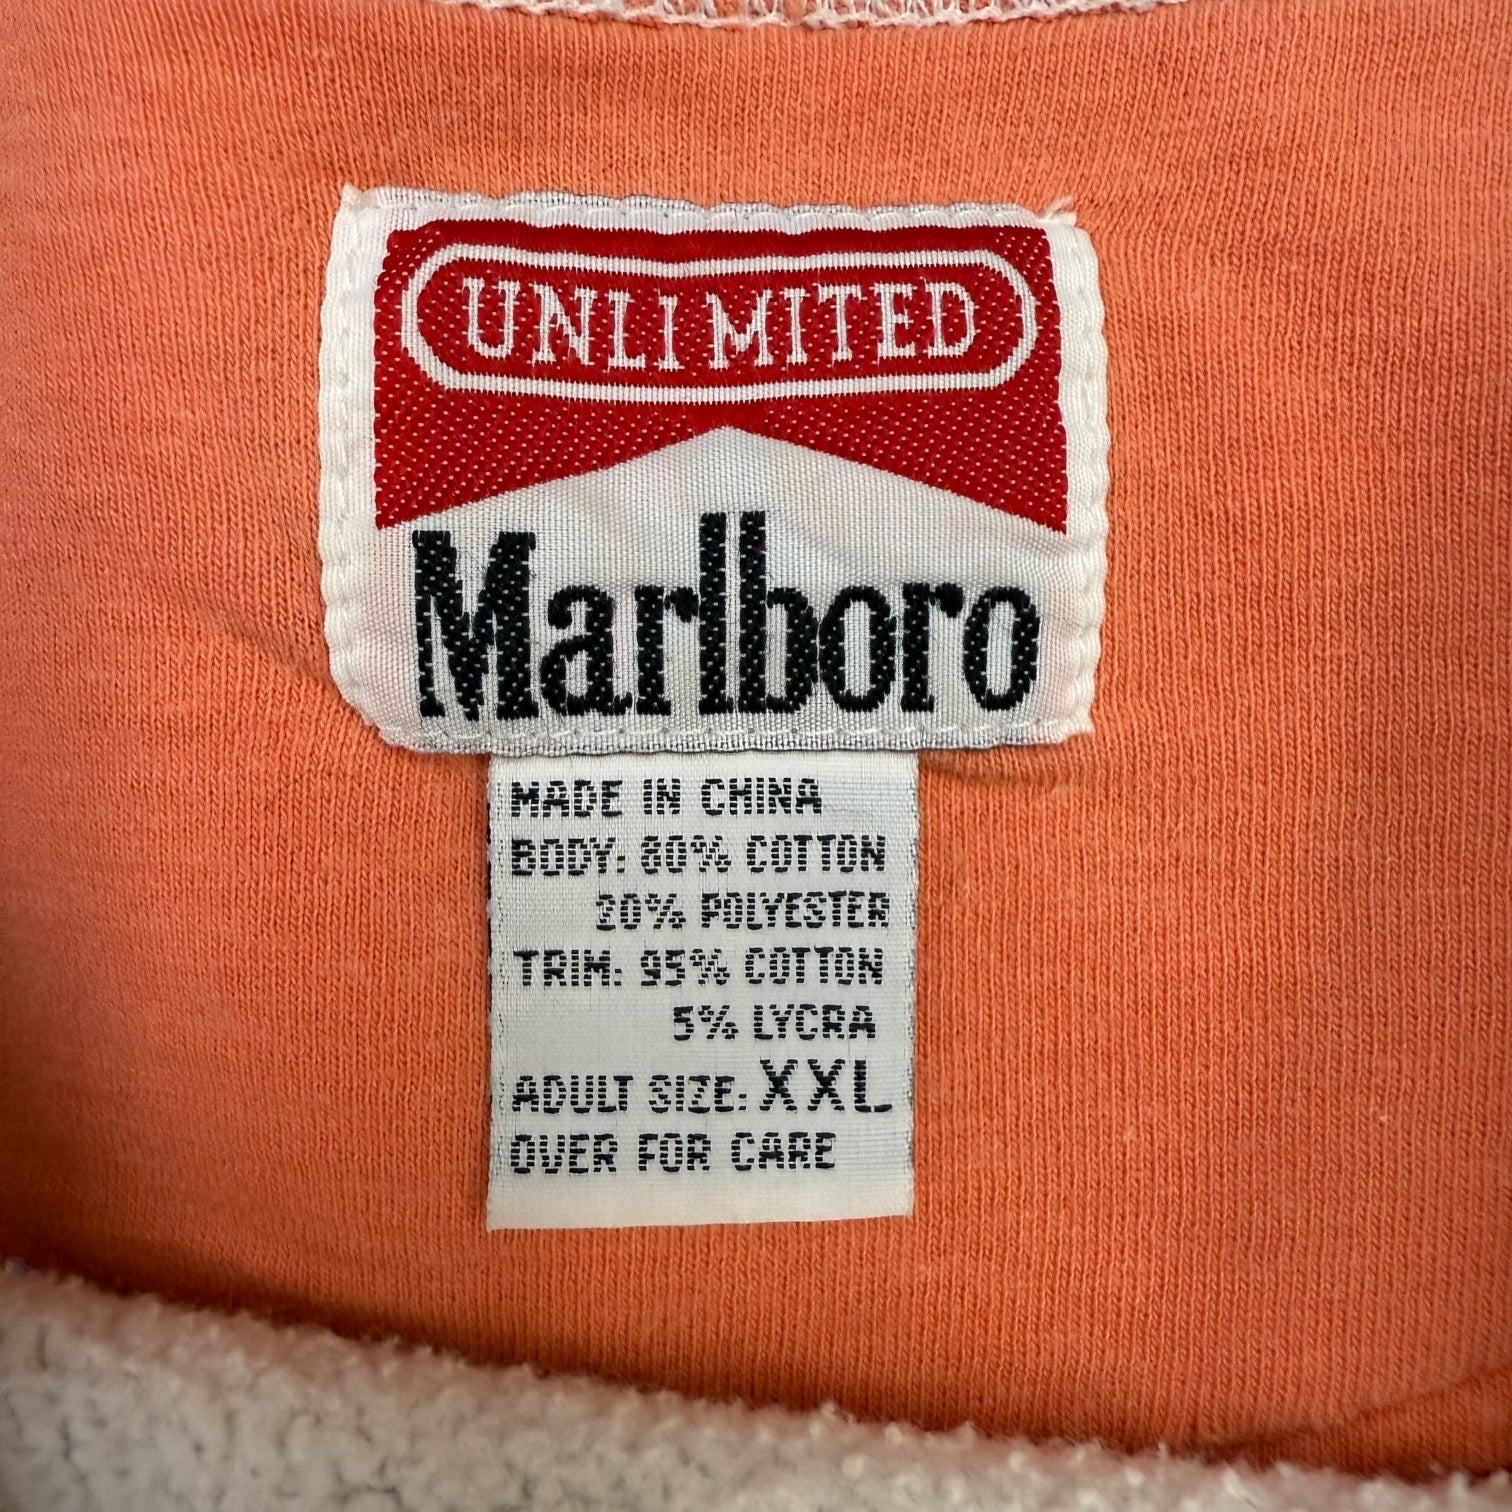 UNLIMITED
Marlboro
MADE IN CHINA
BODY: 80% COTTON
20% POLYESTER
TRIM: 95% COTTON
5% LYCRA
ADULT SIZE: XXL
OVER FOR CARE